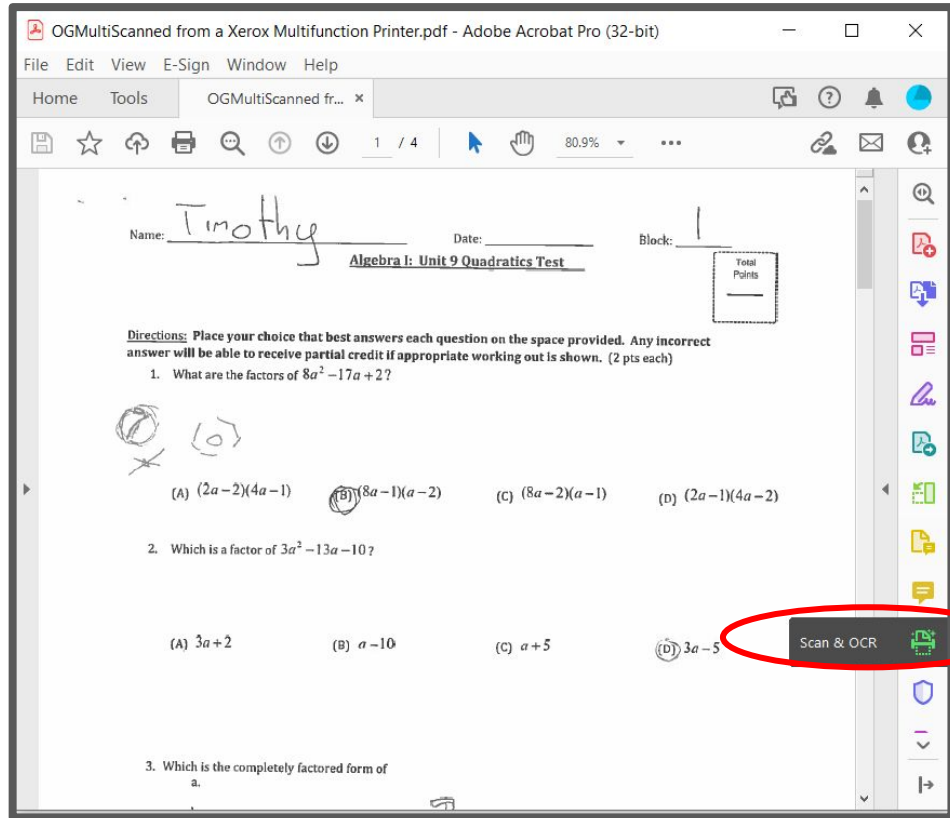 OGMultiScanned from a Xerox Multifunction Printer.pdf - Adobe Acrobat Pro (32-bit)
File Edit View E-Sign Window Help
Home Tools OGMultiScanned fr... ×
1 / 4 80.9%
Name: Timothy Date: Block: 1
Algebra I: Unit 9 Quadratics Test
Total
Points
Directions: Place your choice that best answers each question on the space provided. Any incorrect
answer will be able to receive partial credit if appropriate working out is shown. (2 pts each)
1. What are the factors of 8a² – 17a + 2?
(A) (2a – 2)(4a – 1) (B) (8a – 1)(a – 2) (C) (8a – 2)(a – 1) (D) (2a – 1)(4a – 2)
2. Which is a factor of 3a² – 13a – 10?
(A) 3a + 2 (B) a – 10 (C) a + 5 (D) 3a – 5
Scan & OCR
3. Which is the completely factored form of
a.